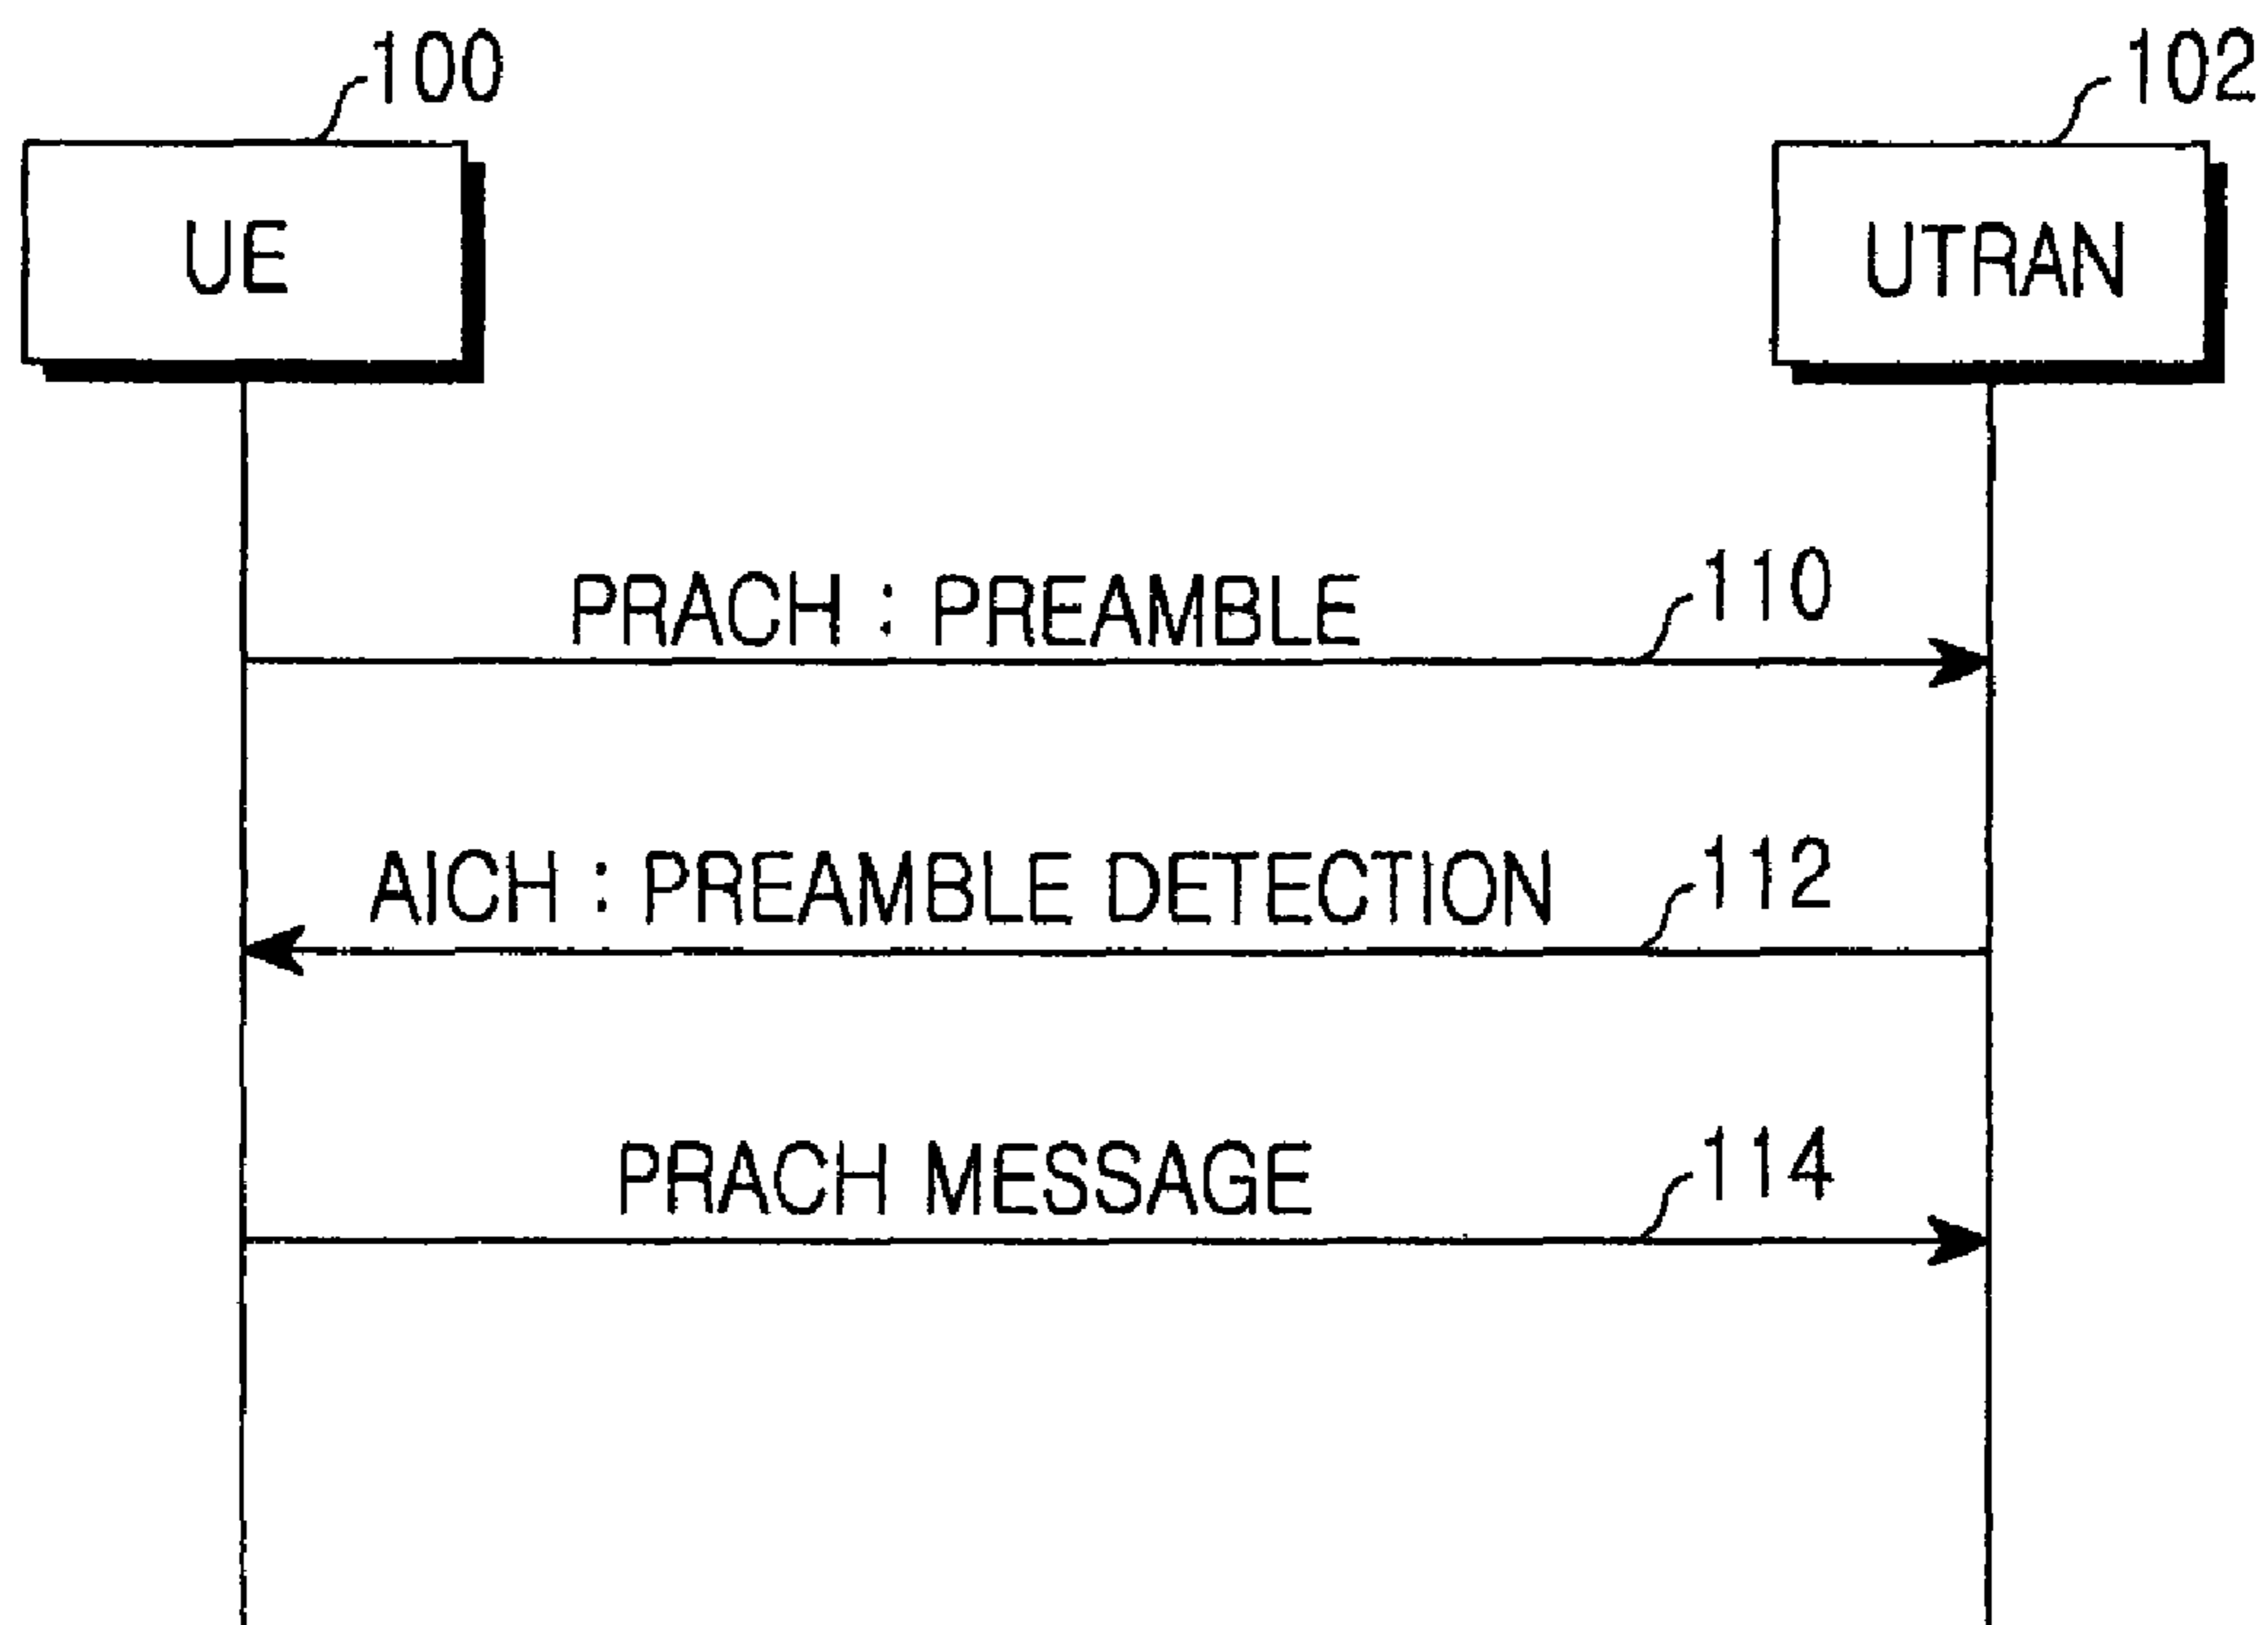 100
102
UE
UTRAN
PRACH : PREAMBLE
110
AICH : PREAMBLE DETECTION
112
PRACH MESSAGE
114